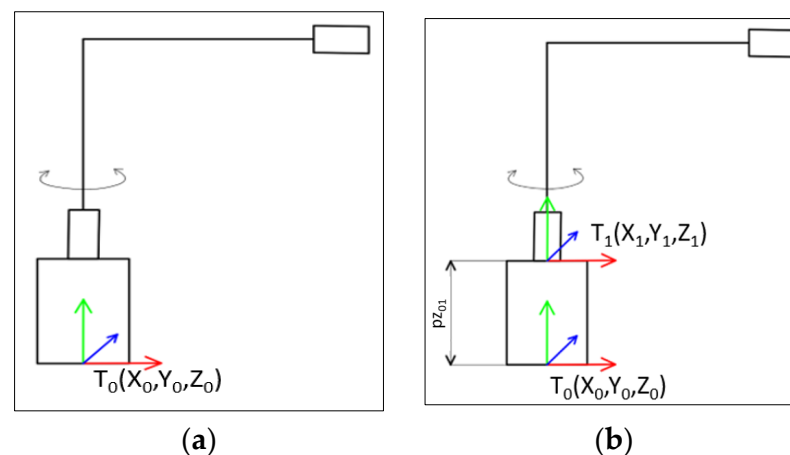 T₁(X₁,Y₁,Z₁)
pz₀₁
T₀(X₀,Y₀,Z₀)
T₀(X₀,Y₀,Z₀)
(a)
(b)